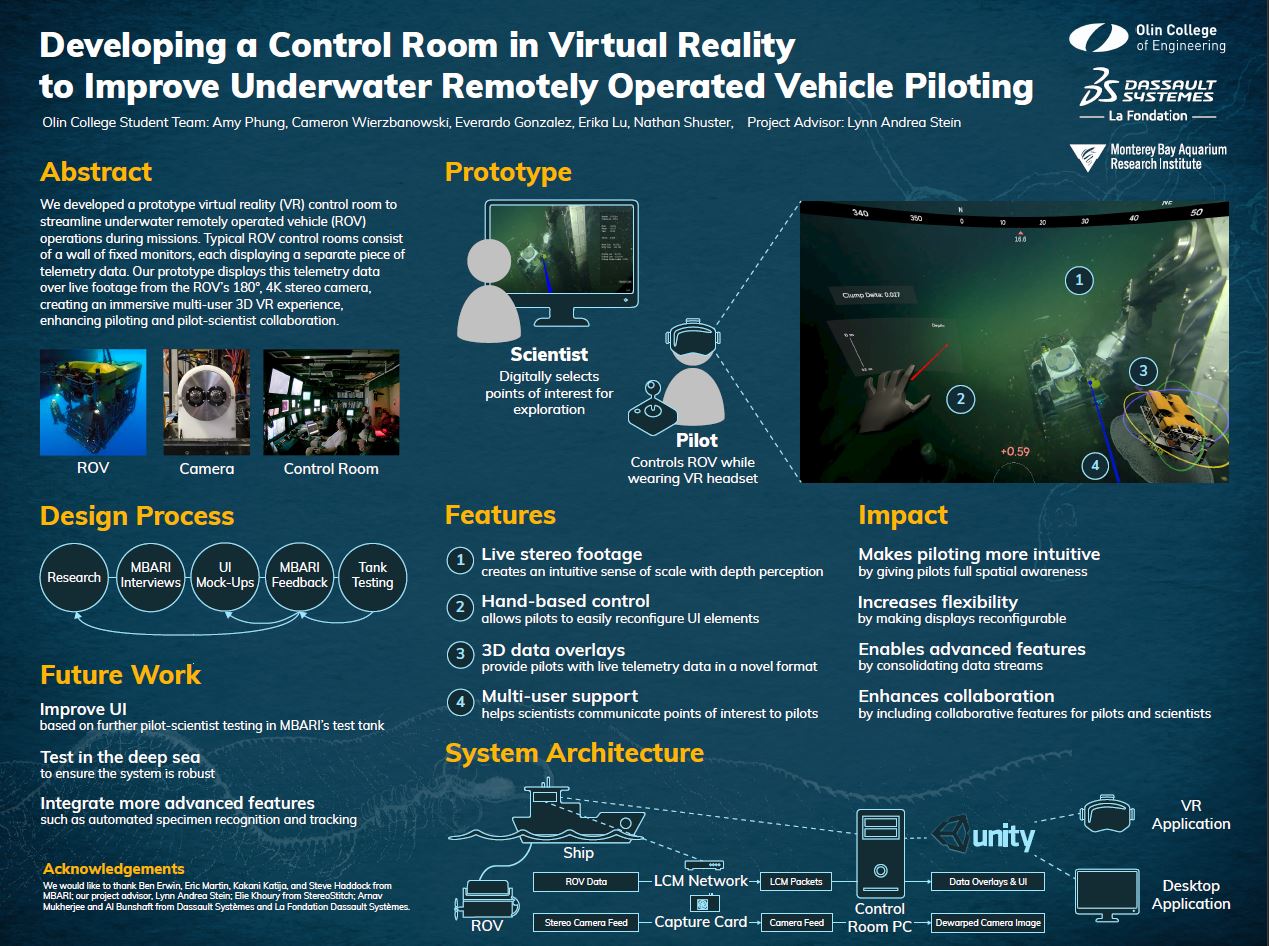 Developing a Control Room in Virtual Reality
to Improve Underwater Remotely Operated Vehicle Piloting
Olin College Student Team: Amy Phung, Cameron Wierzbanowski, Everardo Gonzalez, Erika Lu, Nathan Shuster, Project Advisor: Lynn Andrea Stein
Olin College
of Engineering
DASSAULT
SYSTEMES
La Fondation
Monterey Bay Aquarium
Research Institute
Abstract
We developed a prototype virtual reality (VR) control room to
streamline underwater remotely operated vehicle (ROV)
operations during missions. Typical ROV control rooms consist
of a wall of fixed monitors, each displaying a separate piece of
telemetry data. Our prototype displays this telemetry data
over live footage from the ROV's 180°, 4K stereo camera,
creating an immersive multi-user 3D VR experience,
enhancing piloting and pilot-scientist collaboration.
ROV
Camera
Control Room
Prototype
Scientist
Digitally selects
points of interest for
exploration
Pilot
Controls ROV while
wearing VR headset
340
350
N
0
10
20
30
40
NE
50
16.6
Clump Delta: 0.017
Depth:
0 m
1
2
3
4
+0.59
Design Process
Research
MBARI
Interviews
UI
Mock-Ups
MBARI
Feedback
Tank
Testing
Future Work
Improve UI
based on further pilot-scientist testing in MBARI's test tank
Test in the deep sea
to ensure the system is robust
Integrate more advanced features
such as automated specimen recognition and tracking
Acknowledgements
We would like to thank Ben Erwin, Eric Martin, Kakani Katija, and Steve Haddock from
MBARI; our project advisor, Lynn Andrea Stein; Elie Khoury from StereoStitch; Arnav
Mukherjee and Al Bunshaft from Dassault Systèmes and La Fondation Dassault Systèmes.
Features
1 Live stereo footage
creates an intuitive sense of scale with depth perception
2 Hand-based control
allows pilots to easily reconfigure UI elements
3 3D data overlays
provide pilots with live telemetry data in a novel format
4 Multi-user support
helps scientists communicate points of interest to pilots
Impact
Makes piloting more intuitive
by giving pilots full spatial awareness
Increases flexibility
by making displays reconfigurable
Enables advanced features
by consolidating data streams
Enhances collaboration
by including collaborative features for pilots and scientists
System Architecture
Ship
ROV
ROV Data
LCM Network
LCM Packets
Stereo Camera Feed
Capture Card
Camera Feed
Control
Room PC
unity
Data Overlays & UI
Dewarped Camera Image
VR
Application
Desktop
Application